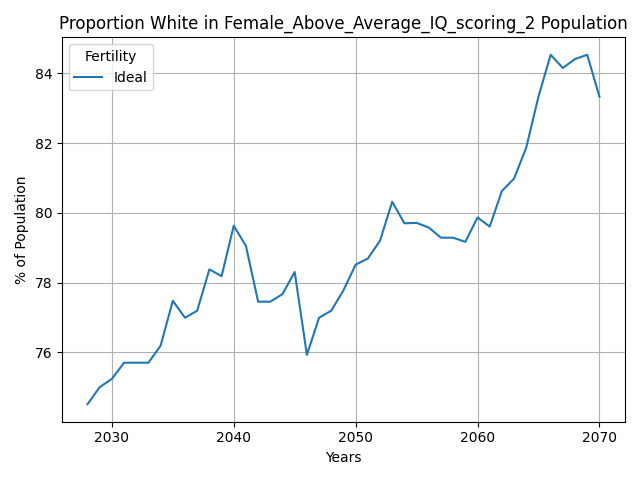 Proportion White in Female_Above_Average_IQ_scoring_2 Population
Fertility
Ideal
% of Population
84
82
80
78
76
2030 2040 2050 2060 2070
Years